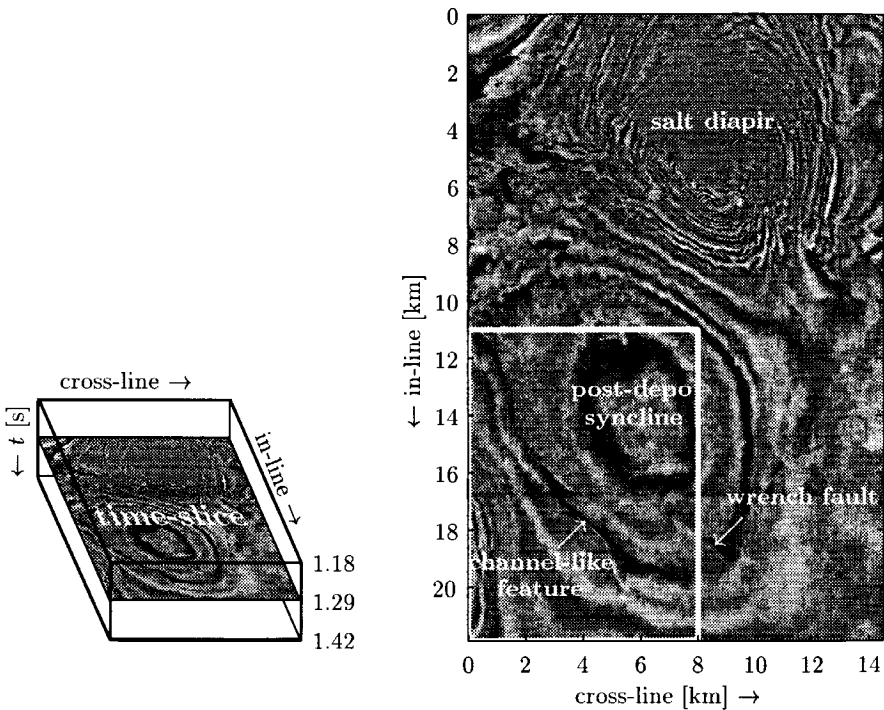 cross-line →
← t [s]
in-line →
time-slice
1.18
1.29
1.42
0
2
4
6
8
10
12
14
16
18
20
← in-line [km]
salt diapir
post-depo
syncline
wrench fault
channel-like
feature
0 2 4 6 8 10 12 14
cross-line [km] →